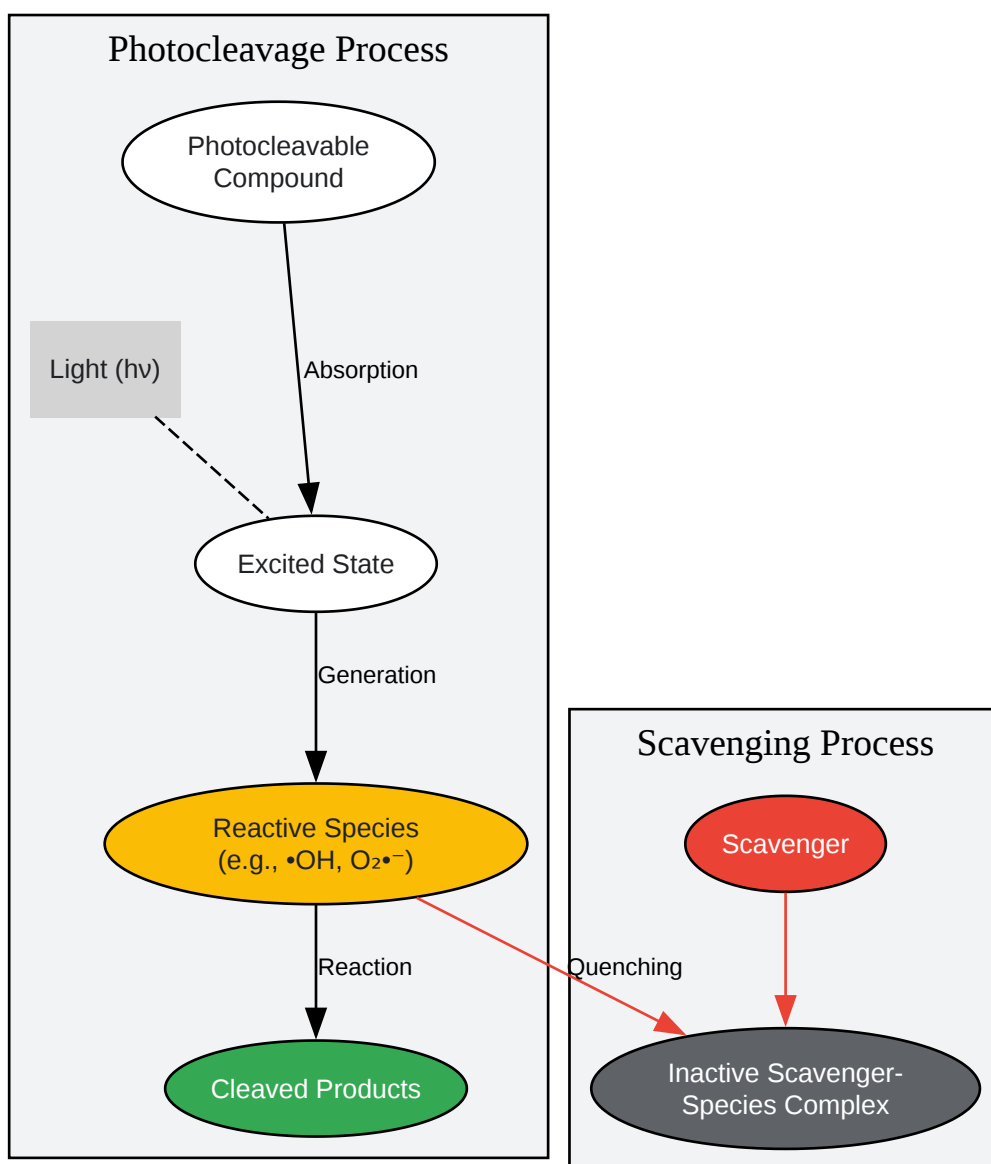 Photocleavage Process
Photocleavable
Compound
Light (hν)
Absorption
Excited State
Generation
Reactive Species
(e.g., •OH, O₂•⁻)
Reaction
Cleaved Products
Quenching
Scavenging Process
Scavenger
Inactive Scavenger-
Species Complex